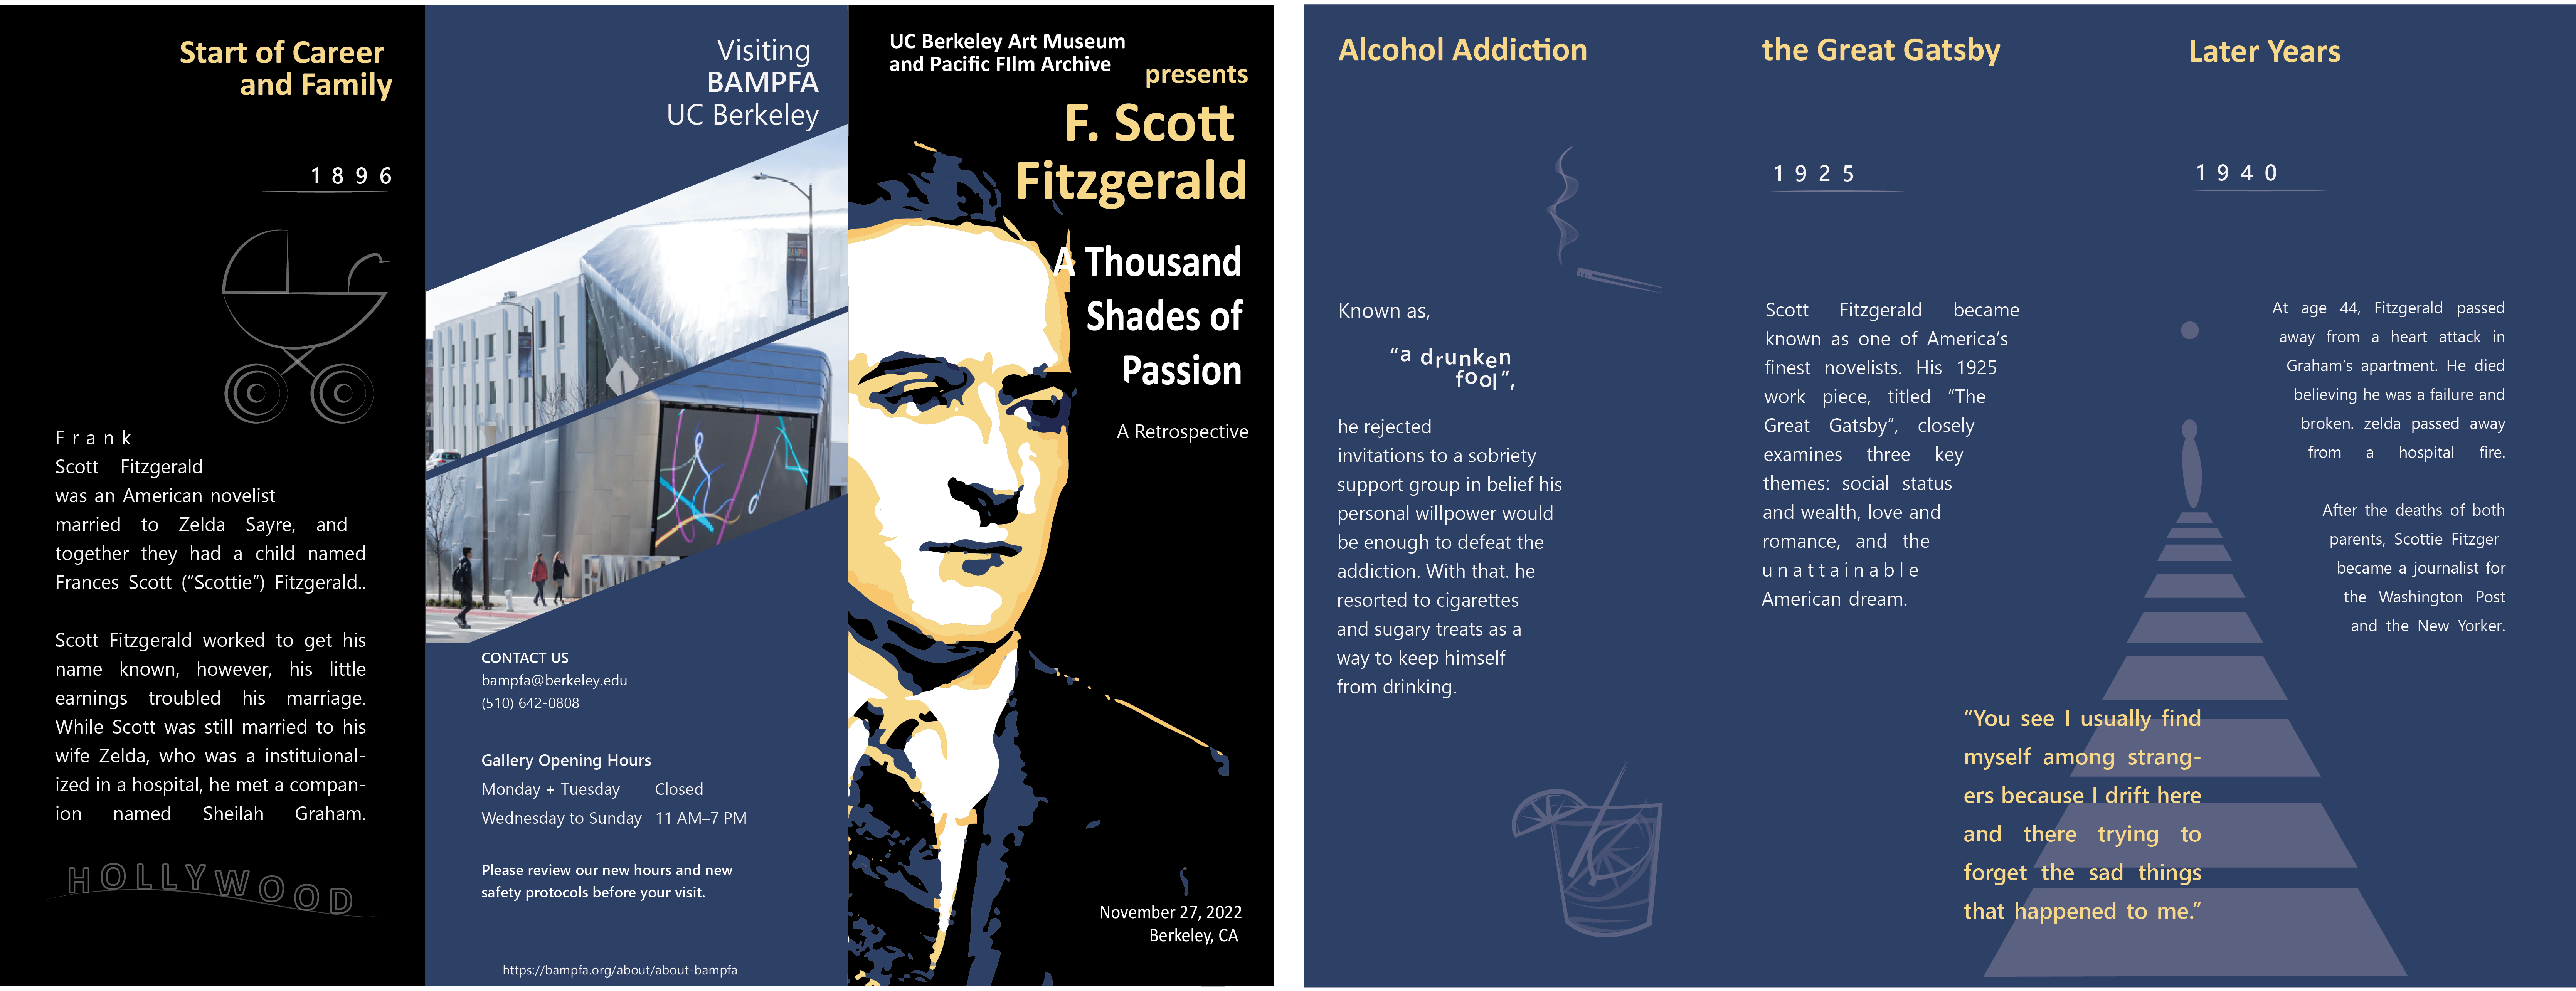 Start of Career
and Family
1896
Frank
Scott Fitzgerald
was an American novelist
married to Zelda Sayre, and
together they had a child named
Frances Scott ("Scottie") Fitzgerald..
Scott Fitzgerald worked to get his
name known, however, his little
earnings troubled his marriage.
While Scott was still married to his
wife Zelda, who was a instituional-
ized in a hospital, he met a compan-
ion named Sheilah Graham.
HOLLYWOOD
Visiting
BAMPFA
UC Berkeley
CONTACT US
bampfa@berkeley.edu
(510) 642-0808
Gallery Opening Hours
Monday + Tuesday Closed
Wednesday to Sunday 11 AM–7 PM
Please review our new hours and new
safety protocols before your visit.
https://bampfa.org/about/about-bampfa
UC Berkeley Art Museum
and Pacific FIlm Archive
presents
F. Scott
Fitzgerald
A Thousand
Shades of
Passion
A Retrospective
November 27, 2022
Berkeley, CA
Alcohol Addiction
Known as,
“a drunken
fool”,
he rejected
invitations to a sobriety
support group in belief his
personal willpower would
be enough to defeat the
addiction. With that. he
resorted to cigarettes
and sugary treats as a
way to keep himself
from drinking.
the Great Gatsby
1925
Scott Fitzgerald became
known as one of America’s
finest novelists. His 1925
work piece, titled “The
Great Gatsby”, closely
examines three key
themes: social status
and wealth, love and
romance, and the
unattainable
American dream.
“You see I usually find
myself among strang-
ers because I drift here
and there trying to
forget the sad things
that happened to me.”
Later Years
1940
At age 44, Fitzgerald passed
away from a heart attack in
Graham’s apartment. He died
believing he was a failure and
broken. zelda passed away
from a hospital fire.
After the deaths of both
parents, Scottie Fitzger-
became a journalist for
the Washington Post
and the New Yorker.